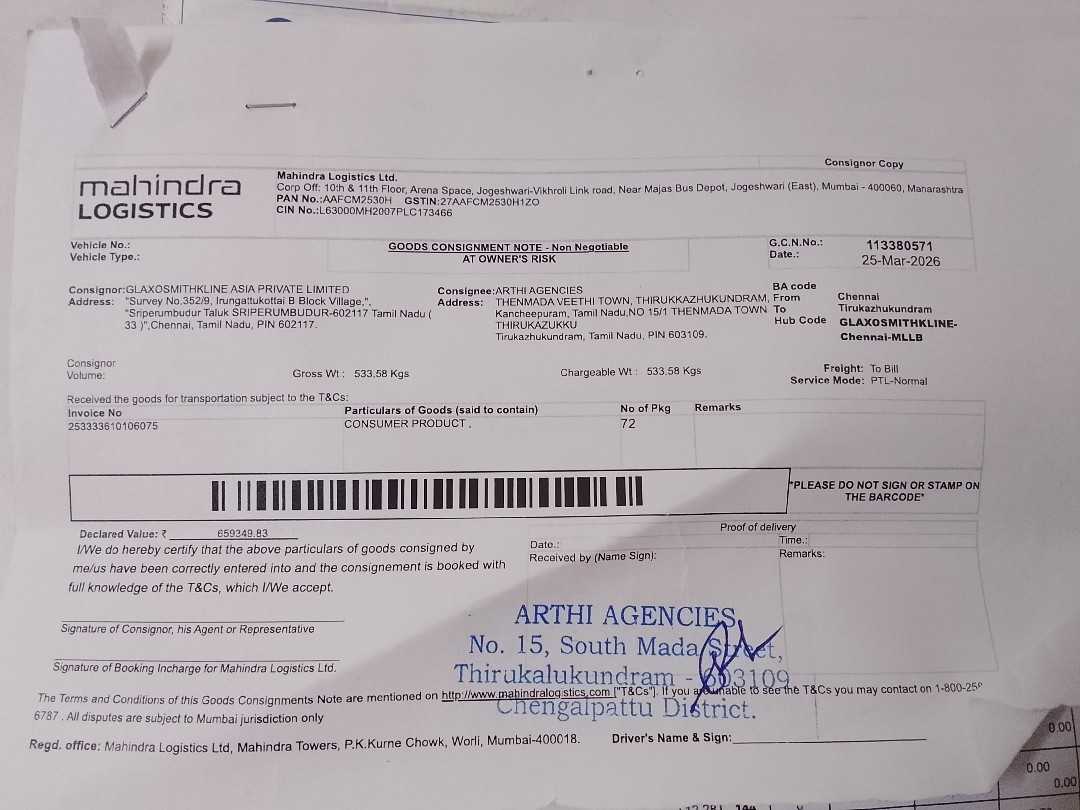 Consignor Copy
mahindra
LOGISTICS
Mahindra Logistics Ltd.
Corp Off: 10th & 11th Floor, Arena Space, Jogeshwari-Vikhroli Link road, Near Majas Bus Depot, Jogeshwari (East), Mumbai - 400060, Maharashtra
PAN No.:AAFCM2530H GSTIN:27AAFCM2530H1ZO
CIN No.:L63000MH2007PLC173466
Vehicle No.:
Vehicle Type.:
GOODS CONSIGNMENT NOTE - Non Negotiable
AT OWNER'S RISK
G.C.N.No.: 113380571
Date.: 25-Mar-2026
Consignor:GLAXOSMITHKLINE ASIA PRIVATE LIMITED
Address: "Survey No.352/9, Irungattukottai B Block Village,",
"Sriperumbudur Taluk SRIPERUMBUDUR-602117 Tamil Nadu (
33 )",Chennai, Tamil Nadu, PIN 602117.
Consignee:ARTHI AGENCIES
Address: THENMADA VEETHI TOWN, THIRUKKAZHUKUNDRAM,
Kancheepuram, Tamil Nadu,NO 15/1 THENMADA TOWN
THIRUKAZUKKU
Tirukazhukundram, Tamil Nadu, PIN 603109.
BA code
From Chennai
To Tirukazhukundram
Hub Code GLAXOSMITHKLINE-
Chennai-MLLB
Consignor
Volume:
Gross Wt : 533.58 Kgs
Chargeable Wt : 533.58 Kgs
Freight: To Bill
Service Mode: PTL-Normal
Received the goods for transportation subject to the T&Cs:
Invoice No Particulars of Goods (said to contain) No of Pkg Remarks
253333610106075 CONSUMER PRODUCT , 72
*PLEASE DO NOT SIGN OR STAMP ON
THE BARCODE*
Declared Value: ₹ 659349.83
I/We do hereby certify that the above particulars of goods consigned by
me/us have been correctly entered into and the consignement is booked with
full knowledge of the T&Cs, which I/We accept.
Proof of delivery
Date.: Time.:
Received by (Name Sign): Remarks:
ARTHI AGENCIES,
No. 15, South Mada Street,
Thirukalukundram - 603109
Chengalpattu District.
Signature of Consignor, his Agent or Representative
Signature of Booking Incharge for Mahindra Logistics Ltd.
The Terms and Conditions of this Goods Consignments Note are mentioned on http://www.mahindralogistics.com ["T&Cs"]. If you are unable to see the T&Cs you may contact on 1-800-258
6787 . All disputes are subject to Mumbai jurisdiction only
Regd. office: Mahindra Logistics Ltd, Mahindra Towers, P.K.Kurne Chowk, Worli, Mumbai-400018. Driver's Name & Sign:
0.00
0.00
0.00